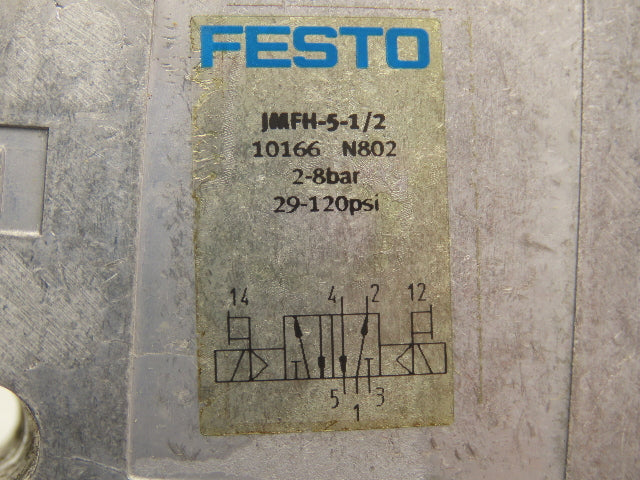 FESTO
JMFH-5-1/2
10166 N802
2-8bar
29-120psi
14 4 2 12
5 3
1